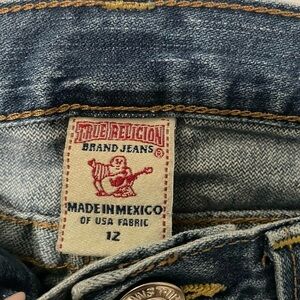 TRUE RELIGION
BRAND JEANS®
MADE IN MEXICO
OF USA FABRIC
12